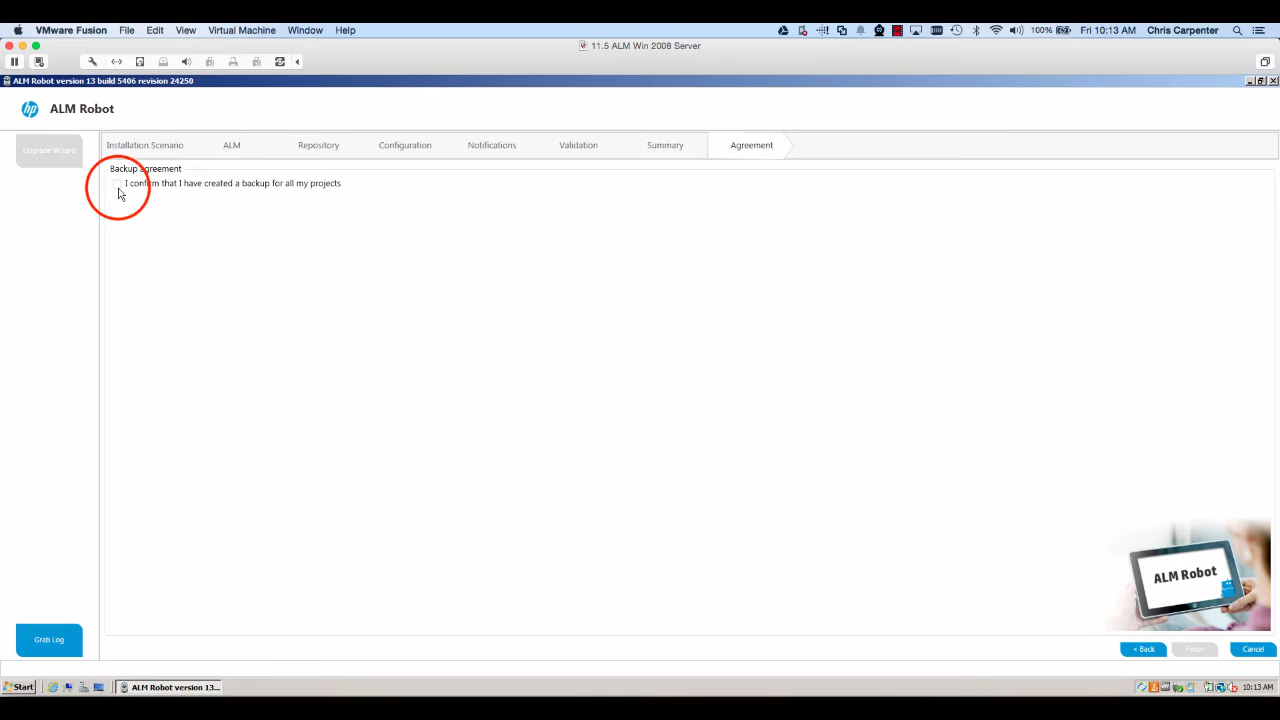 VMware Fusion File Edit View Virtual Machine Window Help 100% Fri 10:13 AM Chris Carpenter
11.5 ALM Win 2008 Server
ALM Robot version 13 build 5406 revision 24250
hp ALM Robot
Upgrade Wizard
Installation Scenario ALM Repository Configuration Notifications Validation Summary Agreement
Backup agreement
I confirm that I have created a backup for all my projects
ALM Robot
Grab Log
< Back Finish Cancel
Start ALM Robot version 13... 10:13 AM